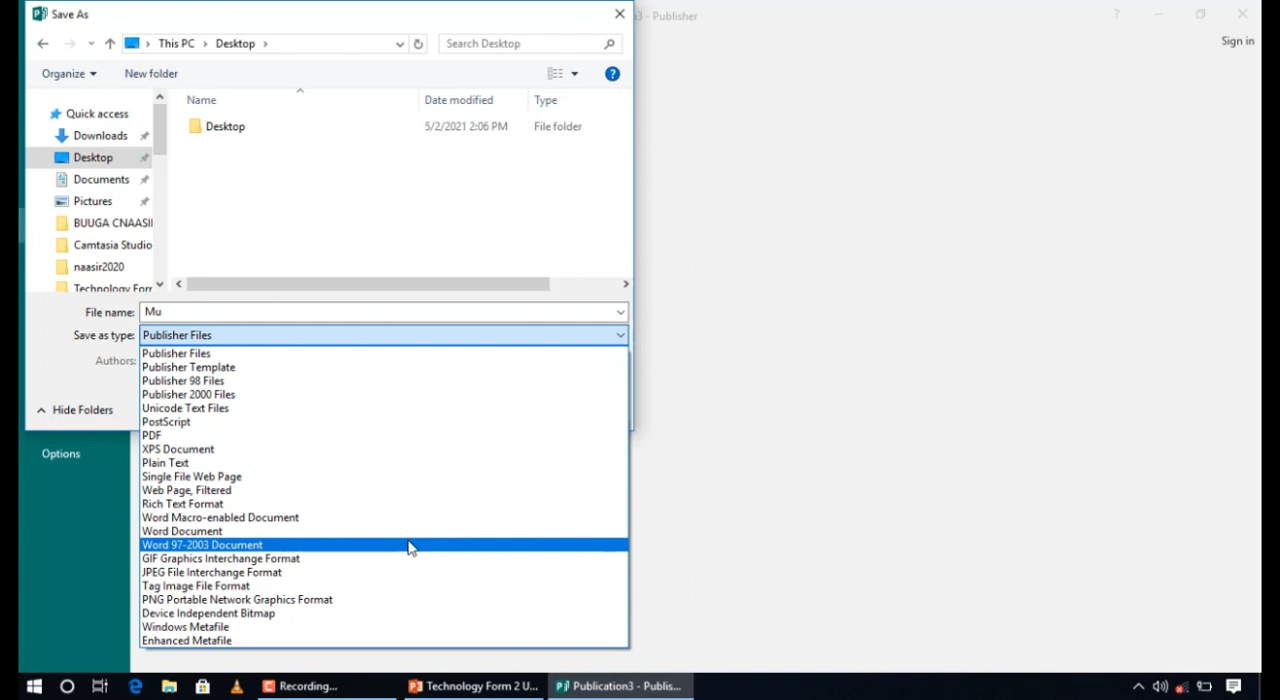 Save As
3 - Publisher
Sign in
This PC
Desktop
Search Desktop
Organize
New folder
Name
Date modified
Type
Quick access
Desktop
5/2/2021 2:06 PM
File folder
Downloads
Desktop
Documents
Pictures
BUUGA CNAASII
Camtasia Studio
naasir2020
Technology Forr
File name: Mu
Save as type: Publisher Files
Authors:
Publisher Files
Publisher Template
Publisher 98 Files
Publisher 2000 Files
Unicode Text Files
PostScript
PDF
XPS Document
Plain Text
Single File Web Page
Web Page, Filtered
Rich Text Format
Word Macro-enabled Document
Word Document
Word 97-2003 Document
GIF Graphics Interchange Format
JPEG File Interchange Format
Tag Image File Format
PNG Portable Network Graphics Format
Device Independent Bitmap
Windows Metafile
Enhanced Metafile
Hide Folders
Options
Recording...
Technology Form 2 U...
Publication3 - Publis...